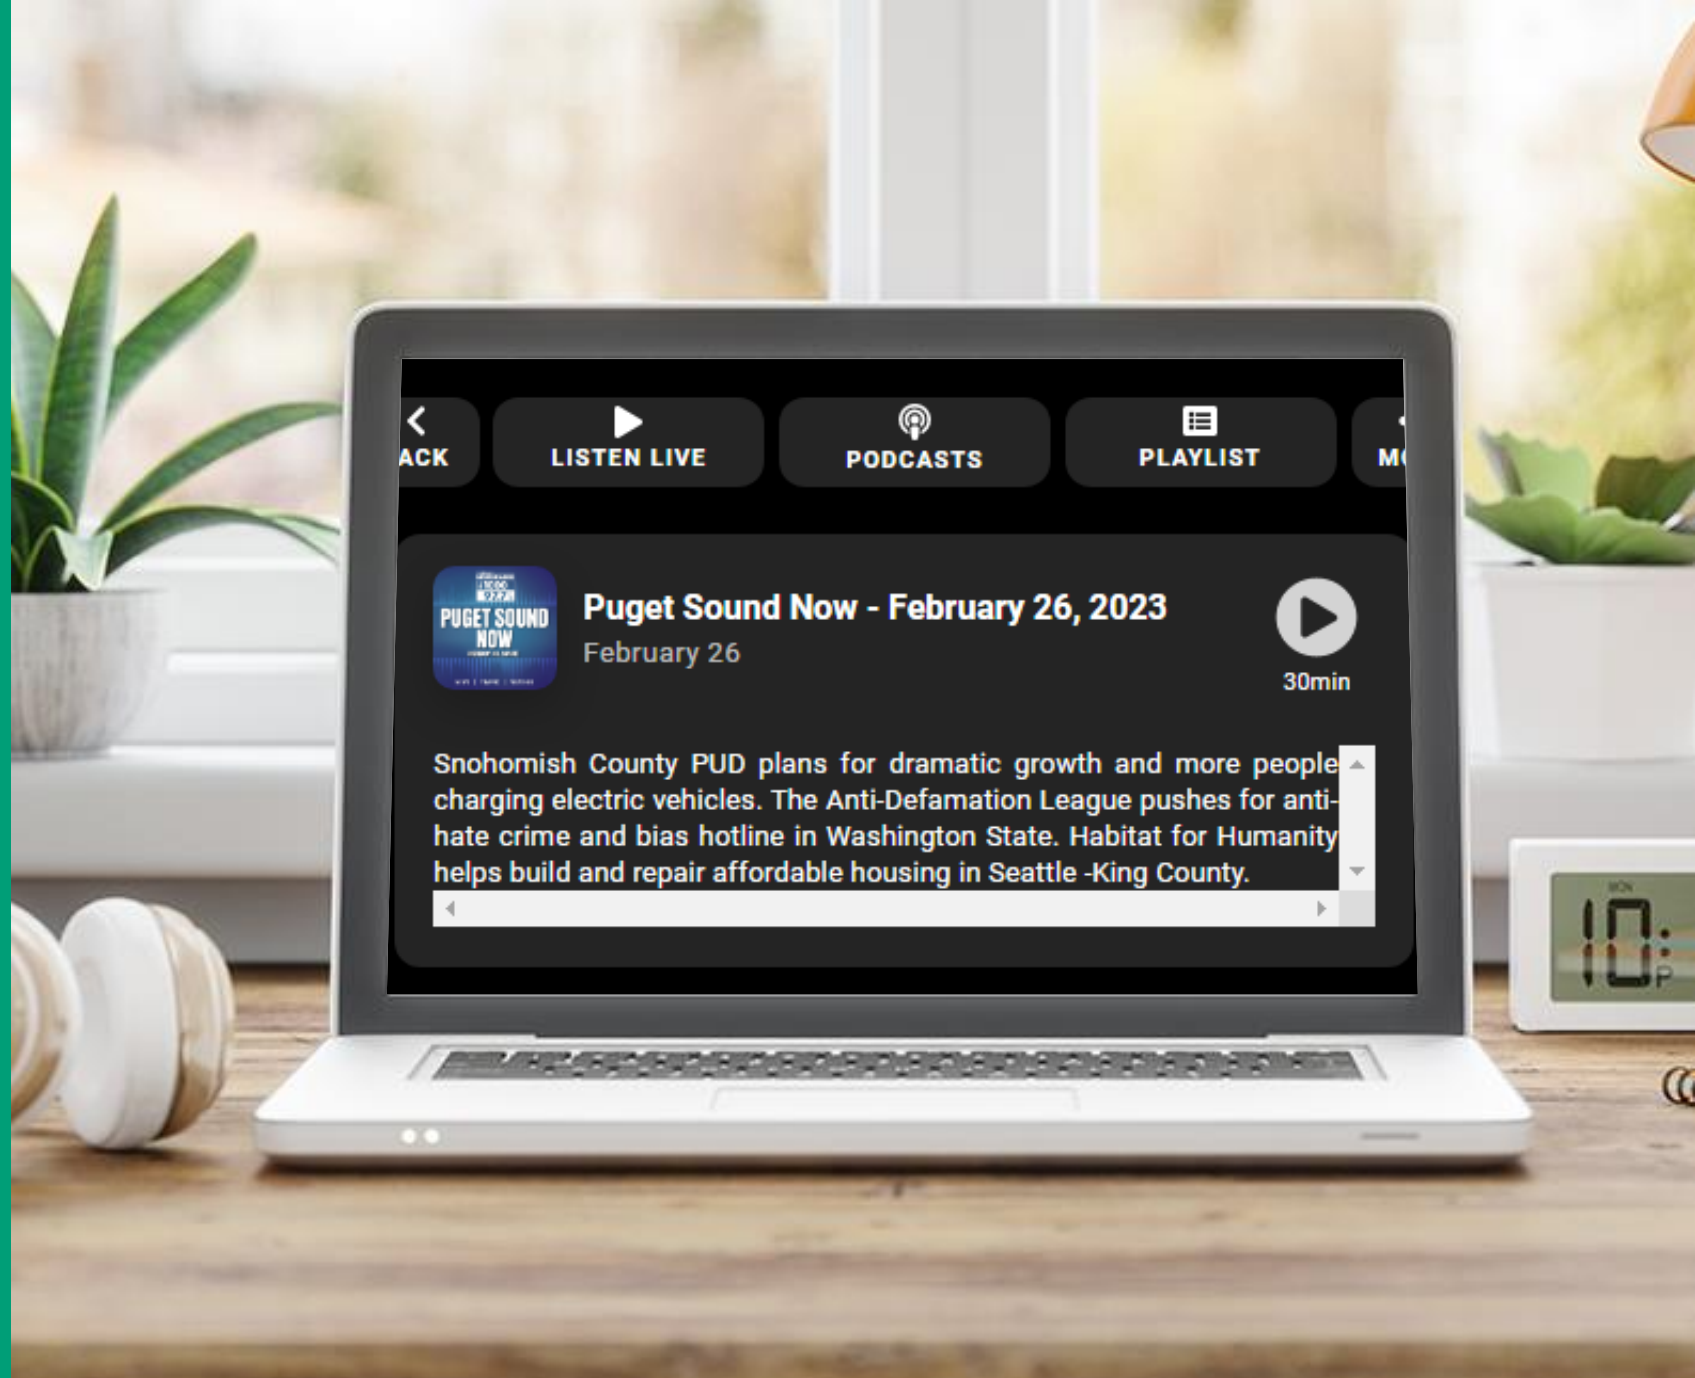 ACK
LISTEN LIVE
PODCASTS
PLAYLIST
PUGET SOUND
NOW
Puget Sound Now - February 26, 2023
February 26
30min
Snohomish County PUD plans for dramatic growth and more people
charging electric vehicles. The Anti-Defamation League pushes for anti-
hate crime and bias hotline in Washington State. Habitat for Humanity
helps build and repair affordable housing in Seattle -King County.
MON
10:
P